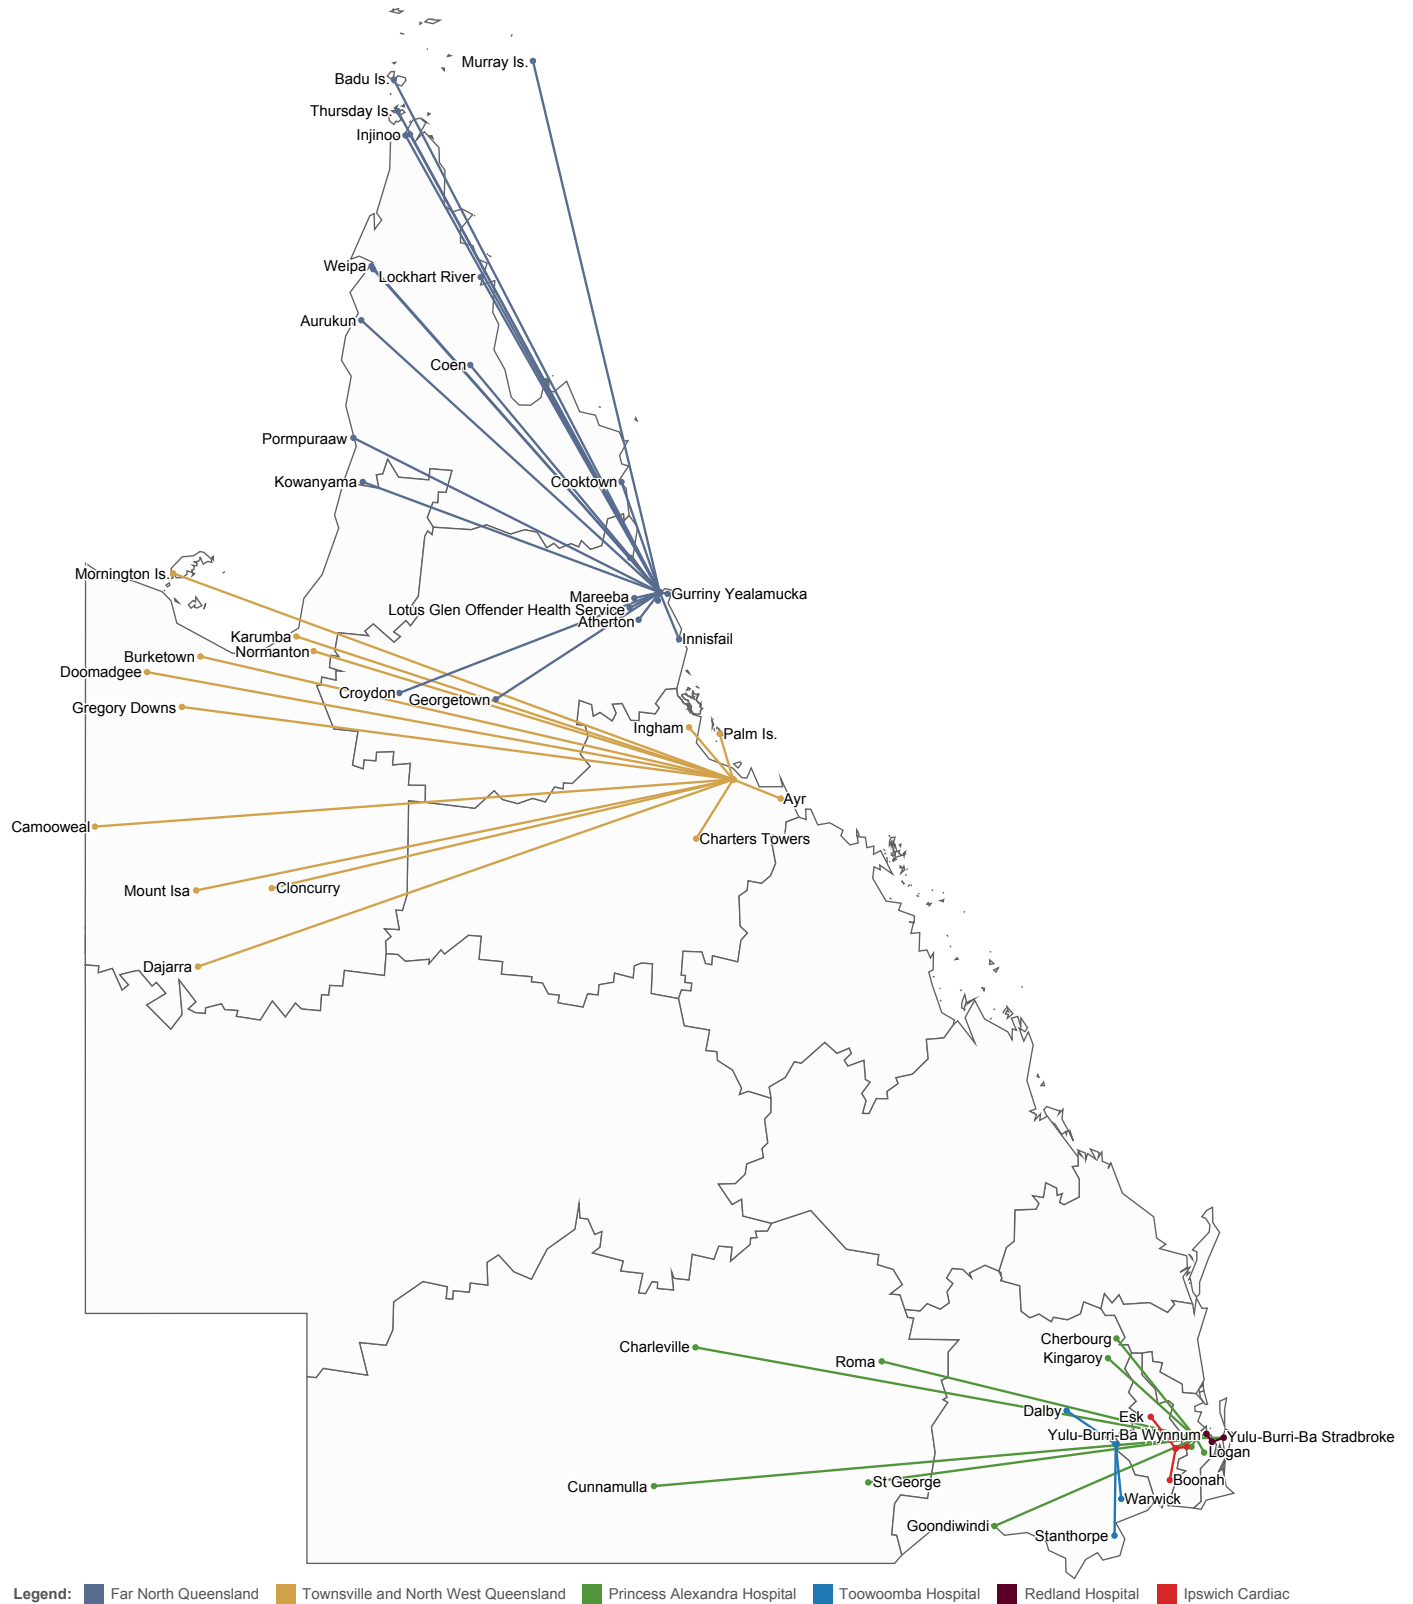 Murray Is.
Badu Is.
Thursday Is.
Injinoo
Weipa
Lockhart River
Aurukun
Coen
Pormpuraaw
Kowanyama
Cooktown
Mornington Is.
Gurriny Yealamucka
Mareeba
Lotus Glen Offender Health Service
Atherton
Karumba
Innisfail
Normanton
Burketown
Doomadgee
Croydon
Georgetown
Gregory Downs
Ingham
Palm Is.
Ayr
Camooweal
Charters Towers
Mount Isa
Cloncurry
Dajarra
Cherbourg
Charleville
Kingaroy
Roma
Dalby
Esk
Yulu-Burri-Ba Wynnum
Yulu-Burri-Ba Stradbroke
Logan
Boonah
St George
Cunnamulla
Warwick
Goondiwindi
Stanthorpe
Legend: Far North Queensland Townsville and North West Queensland Princess Alexandra Hospital Toowoomba Hospital Redland Hospital Ipswich Cardiac